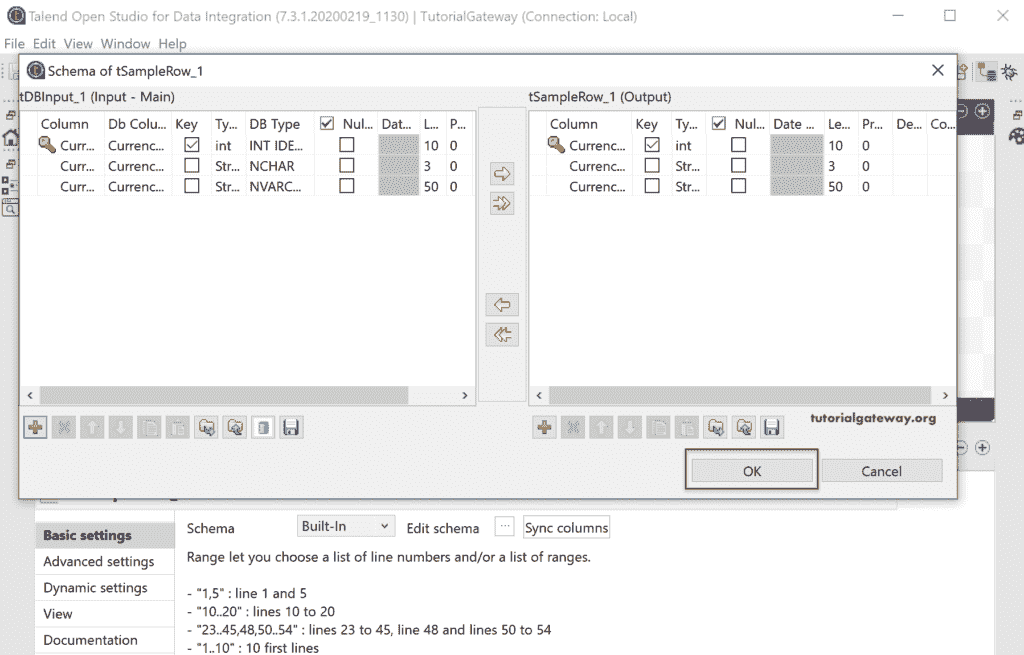 Talend Open Studio for Data Integration (7.3.1.20200219_1130) | TutorialGateway (Connection: Local)
File Edit View Window Help
Schema of tSampleRow_1
tDBInput_1 (Input - Main)
Column Db Colu... Key Ty... DB Type Nul... Dat... L... P...
Curr... Currenc... int INT IDE... 10 0
Curr... Currenc... Str... NCHAR 3 0
Curr... Currenc... Str... NVARC... 50 0
tSampleRow_1 (Output)
Column Key Ty... Nul... Date ... Le... Pr... De... Co...
Currenc... int 10 0
Currenc... Str... 3 0
Currenc... Str... 50 0
tutorialgateway.org
OK Cancel
Basic settings
Advanced settings
Dynamic settings
View
Documentation
Schema Built-In Edit schema ... Sync columns
Range let you choose a list of line numbers and/or a list of ranges.
- "1,5" : line 1 and 5
- "10..20" : lines 10 to 20
- "23..45,48,50..54" : lines 23 to 45, line 48 and lines 50 to 54
- "1..10" : 10 first lines